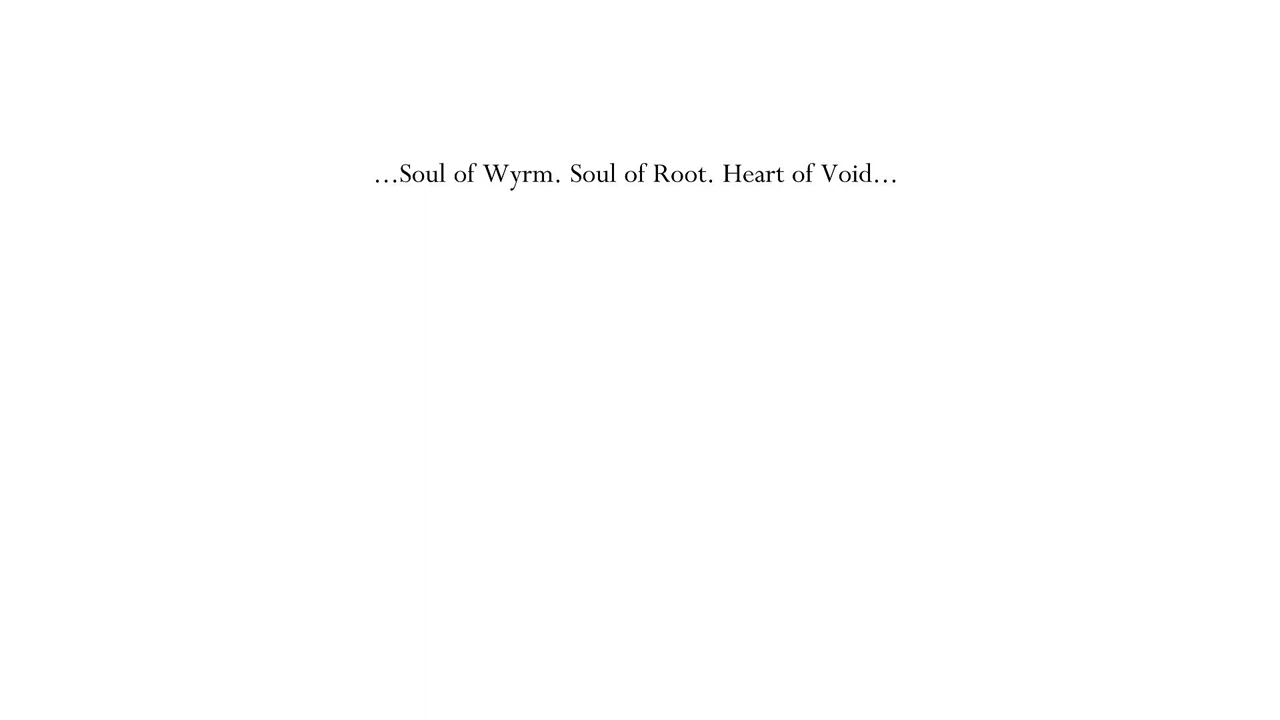 …Soul of Wyrm. Soul of Root. Heart of Void…